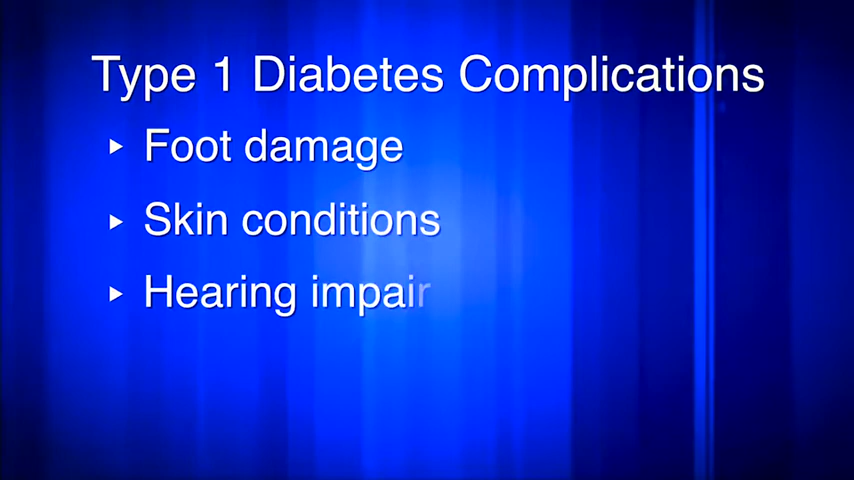 Type 1 Diabetes Complications
Foot damage
Skin conditions
Hearing impair